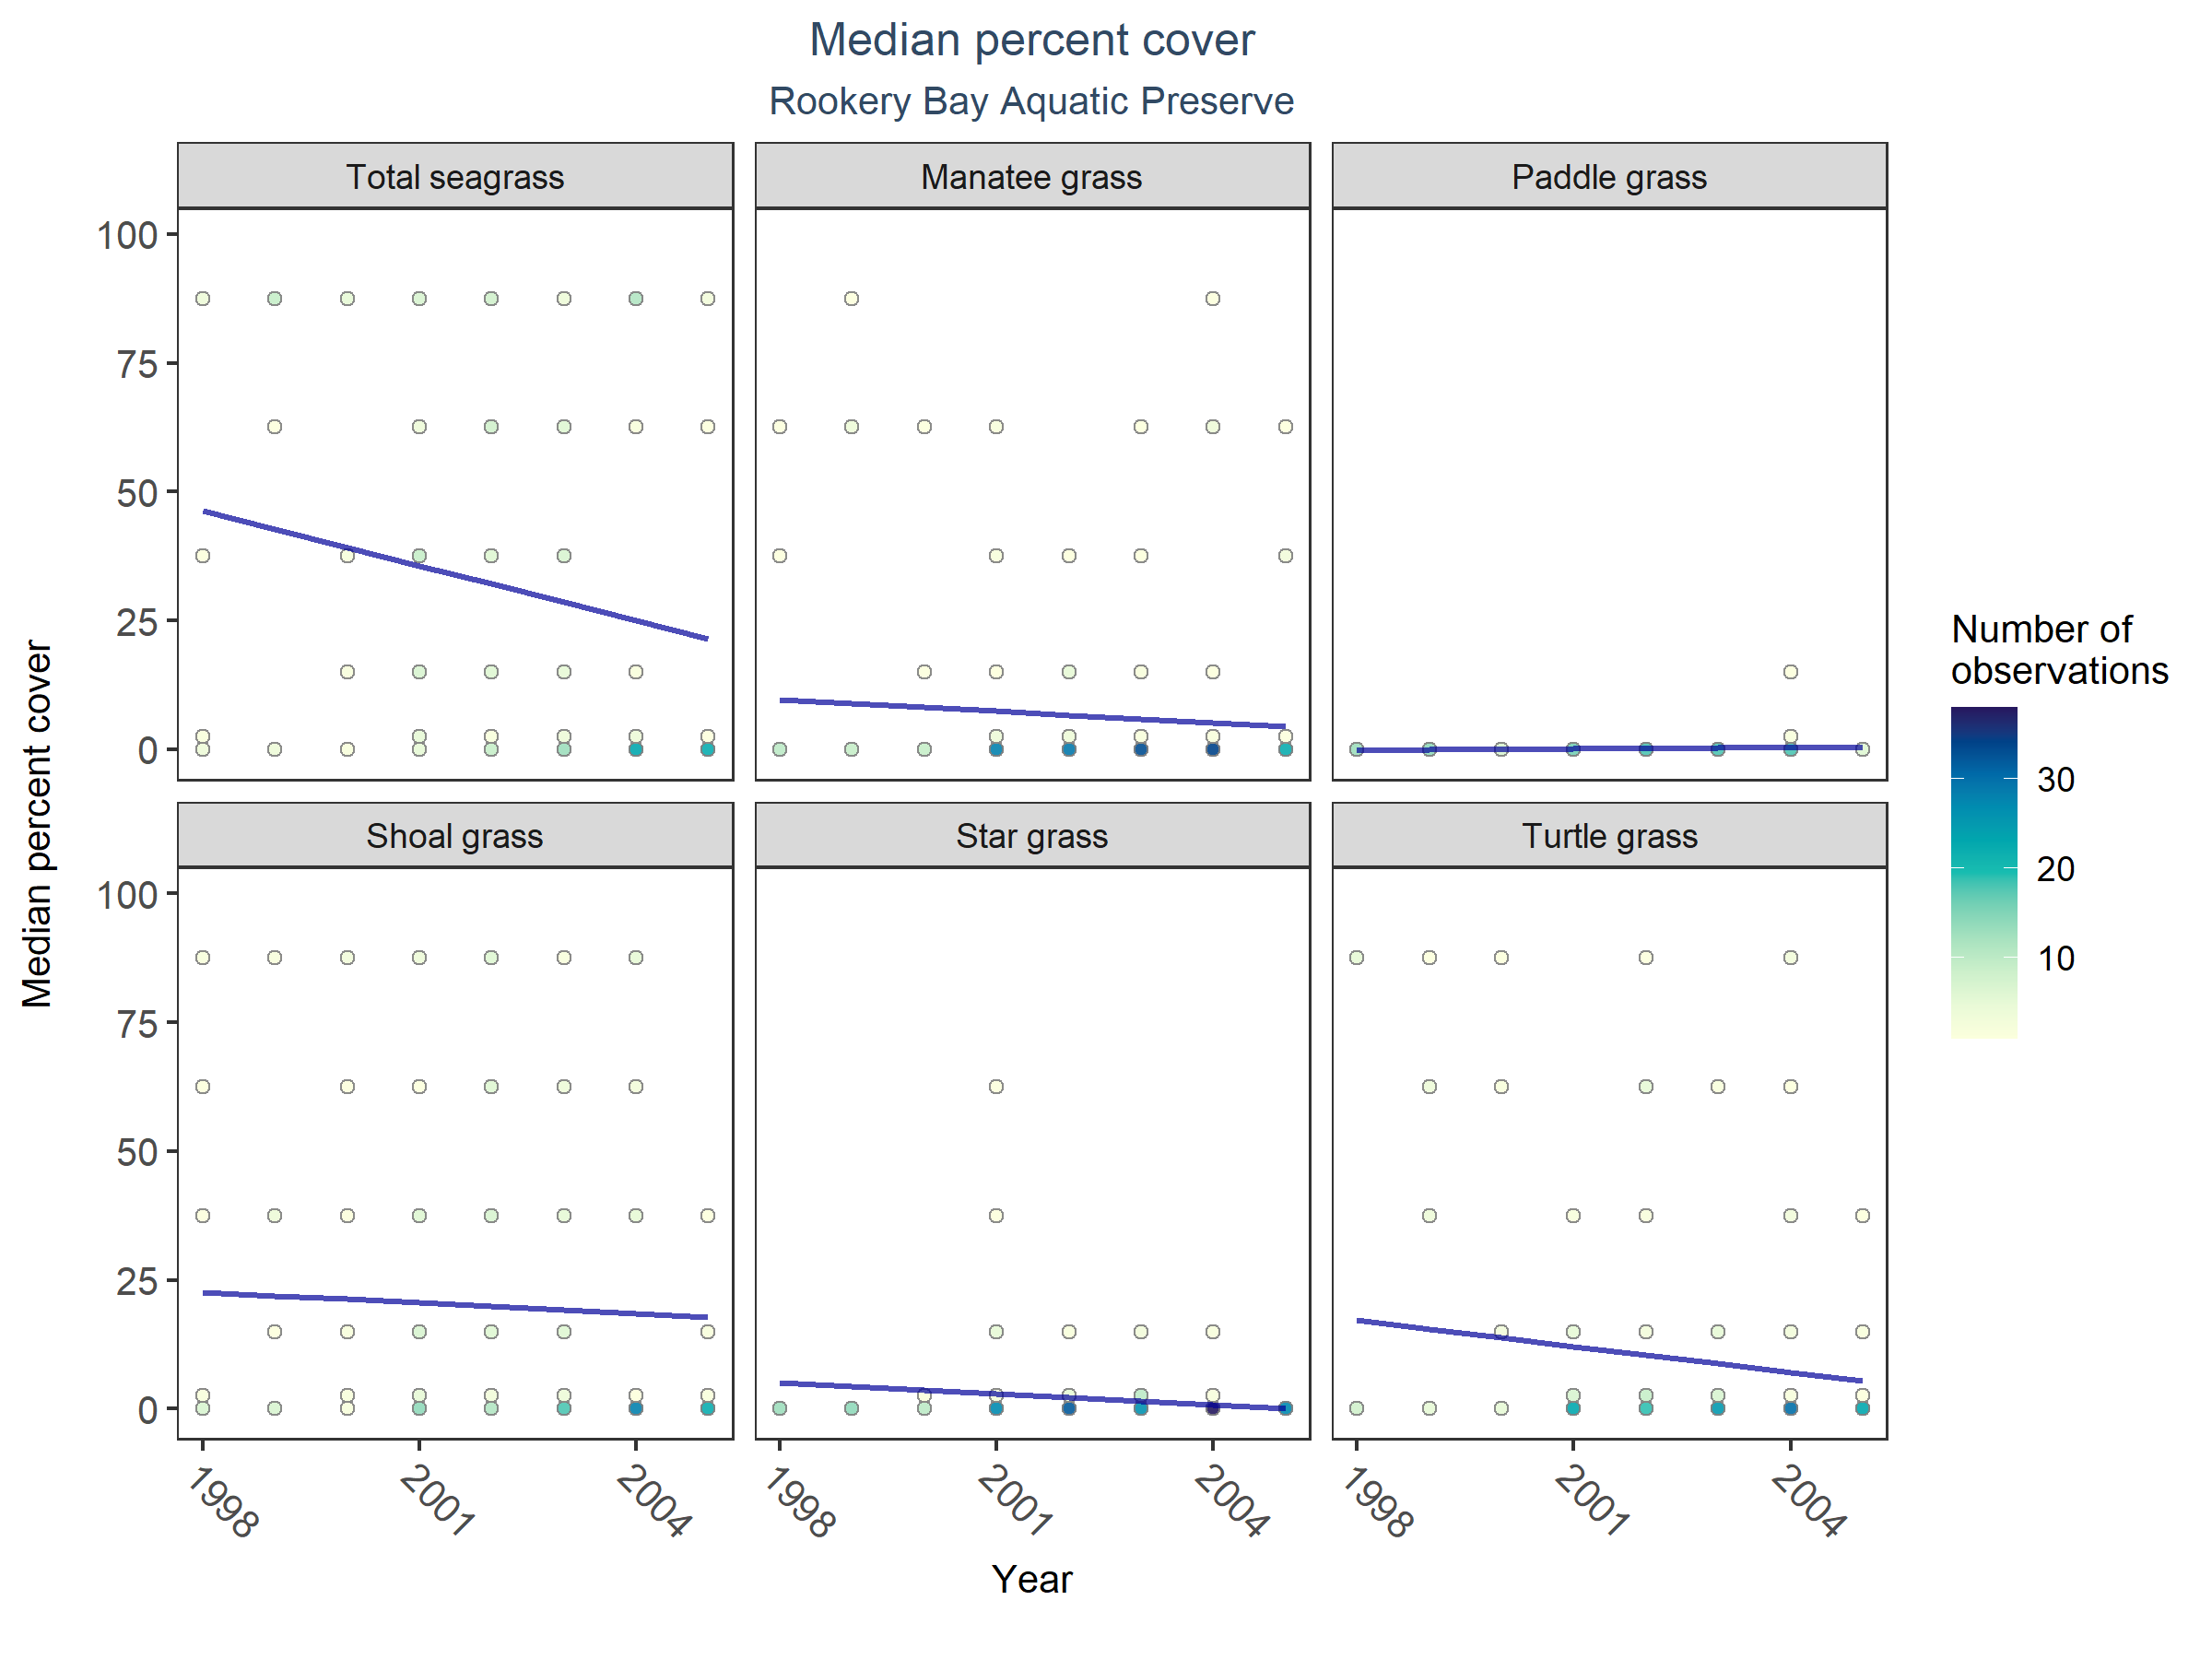 Median percent cover
Rookery Bay Aquatic Preserve
Total seagrass
Manatee grass
Paddle grass
100
75
50
25
0
Shoal grass
Star grass
Turtle grass
100
75
50
25
0
Median percent cover
1998
2001
2004
1998
2001
2004
1998
2001
2004
Year
Number of
observations
30
20
10